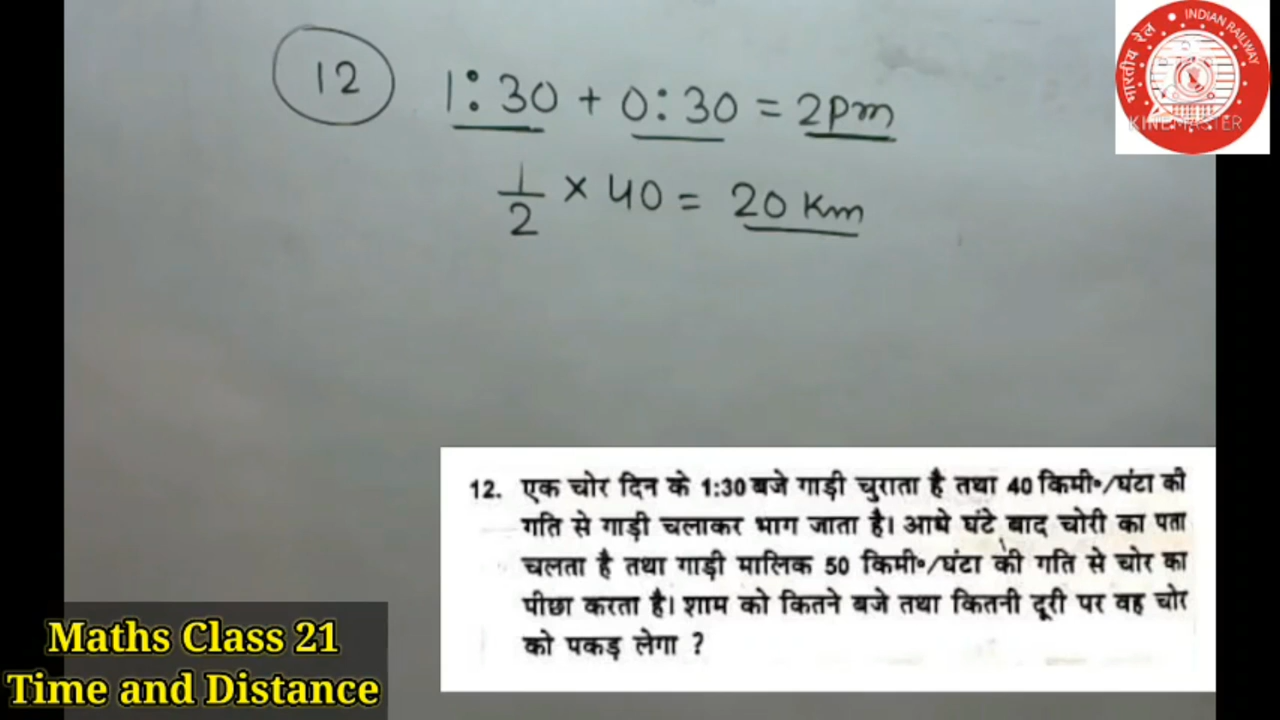 12
1:30 + 0:30 = 2pm
1/2 × 40 = 20 Km
भारतीय रेल
INDIAN RAILWAY
KINEMASTER
12. एक चोर दिन के 1:30 बजे गाड़ी चुराता है तथा 40 किमी॰/घंटा की
गति से गाड़ी चलाकर भाग जाता है। आधे घंटे बाद चोरी का पता
चलता है तथा गाड़ी मालिक 50 किमी॰/घंटा की गति से चोर का
पीछा करता है। शाम को कितने बजे तथा कितनी दूरी पर वह चोर
को पकड़ लेगा ?
Maths Class 21
Time and Distance